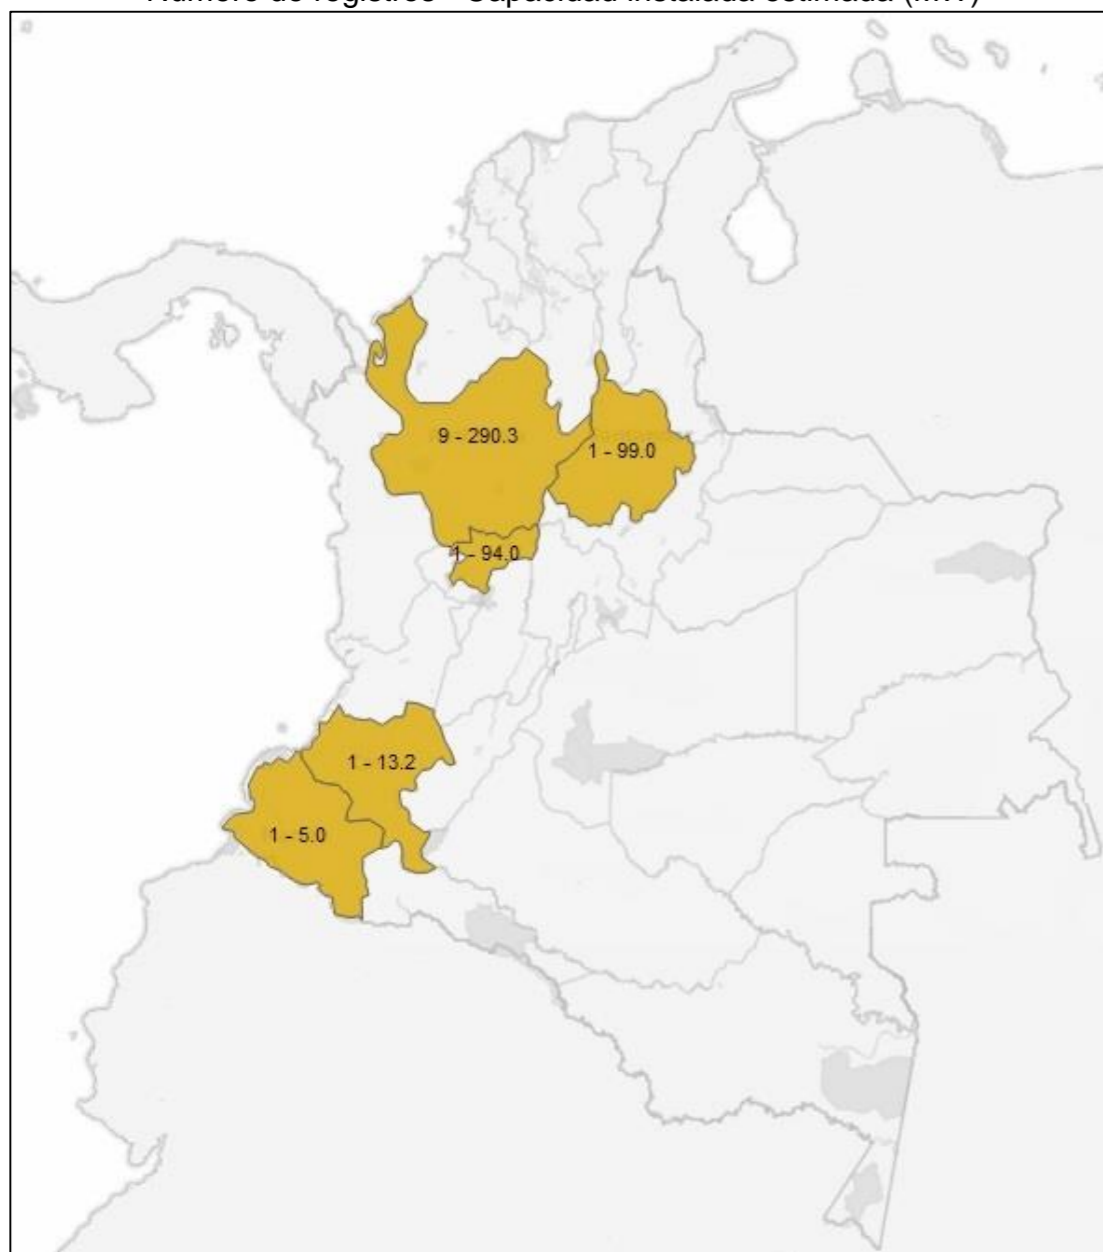 Número de registros - Capacidad instalada estimada (MW)
9 - 290.3
1 - 99.0
1 - 94.0
1 - 13.2
1 - 5.0